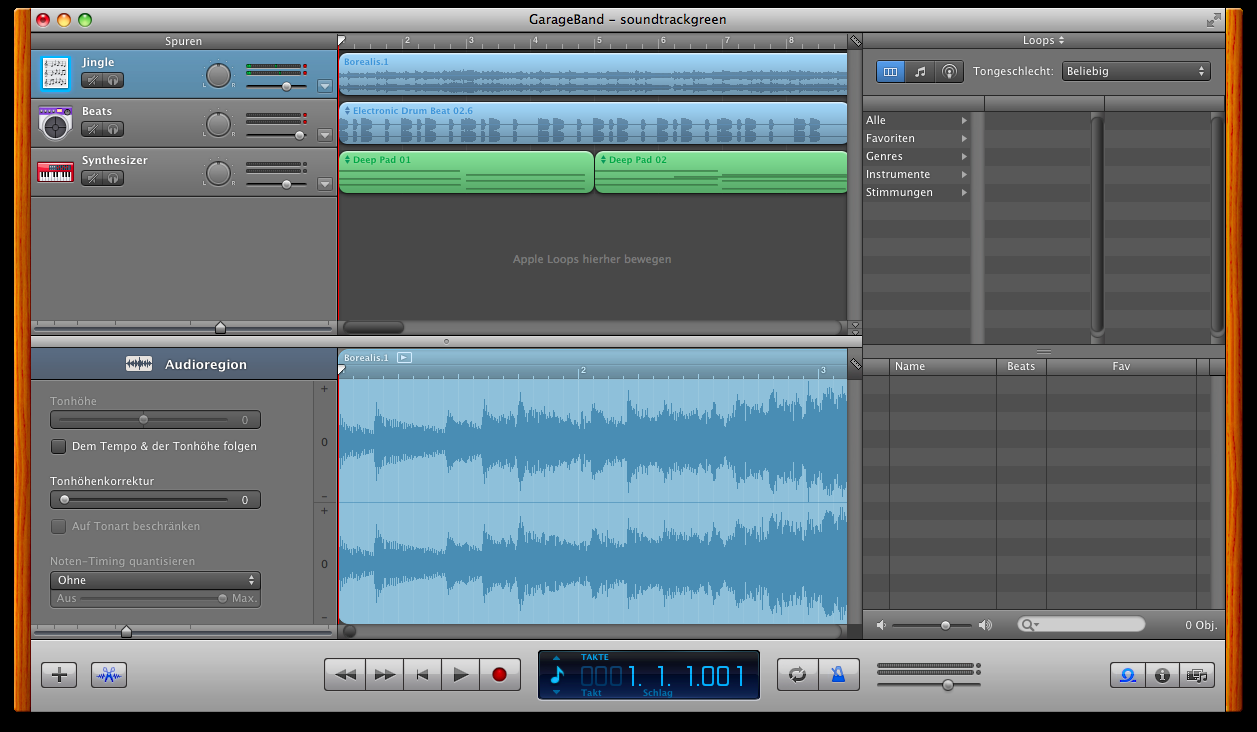 GarageBand – soundtrackgreen
Spuren
2 3 4 5 6 7 8
Loops
Jingle
L R
Borealis.1
Tongeschlecht: Beliebig
Beats
L R
Electronic Drum Beat 02.6
Synthesizer
L R
Deep Pad 01
Deep Pad 02
Alle
Favoriten
Genres
Instrumente
Stimmungen
Apple Loops hierher bewegen
Audioregion
Borealis.1
2 3
Name Beats Fav
Tonhöhe
0
Dem Tempo & der Tonhöhe folgen
Tonhöhenkorrektur
0
Auf Tonart beschränken
Noten-Timing quantisieren
Ohne
Aus Max.
+
0
–
+
0
–
0 Obj.
TAKTE
0001. 1. 1.001
Takt Schlag